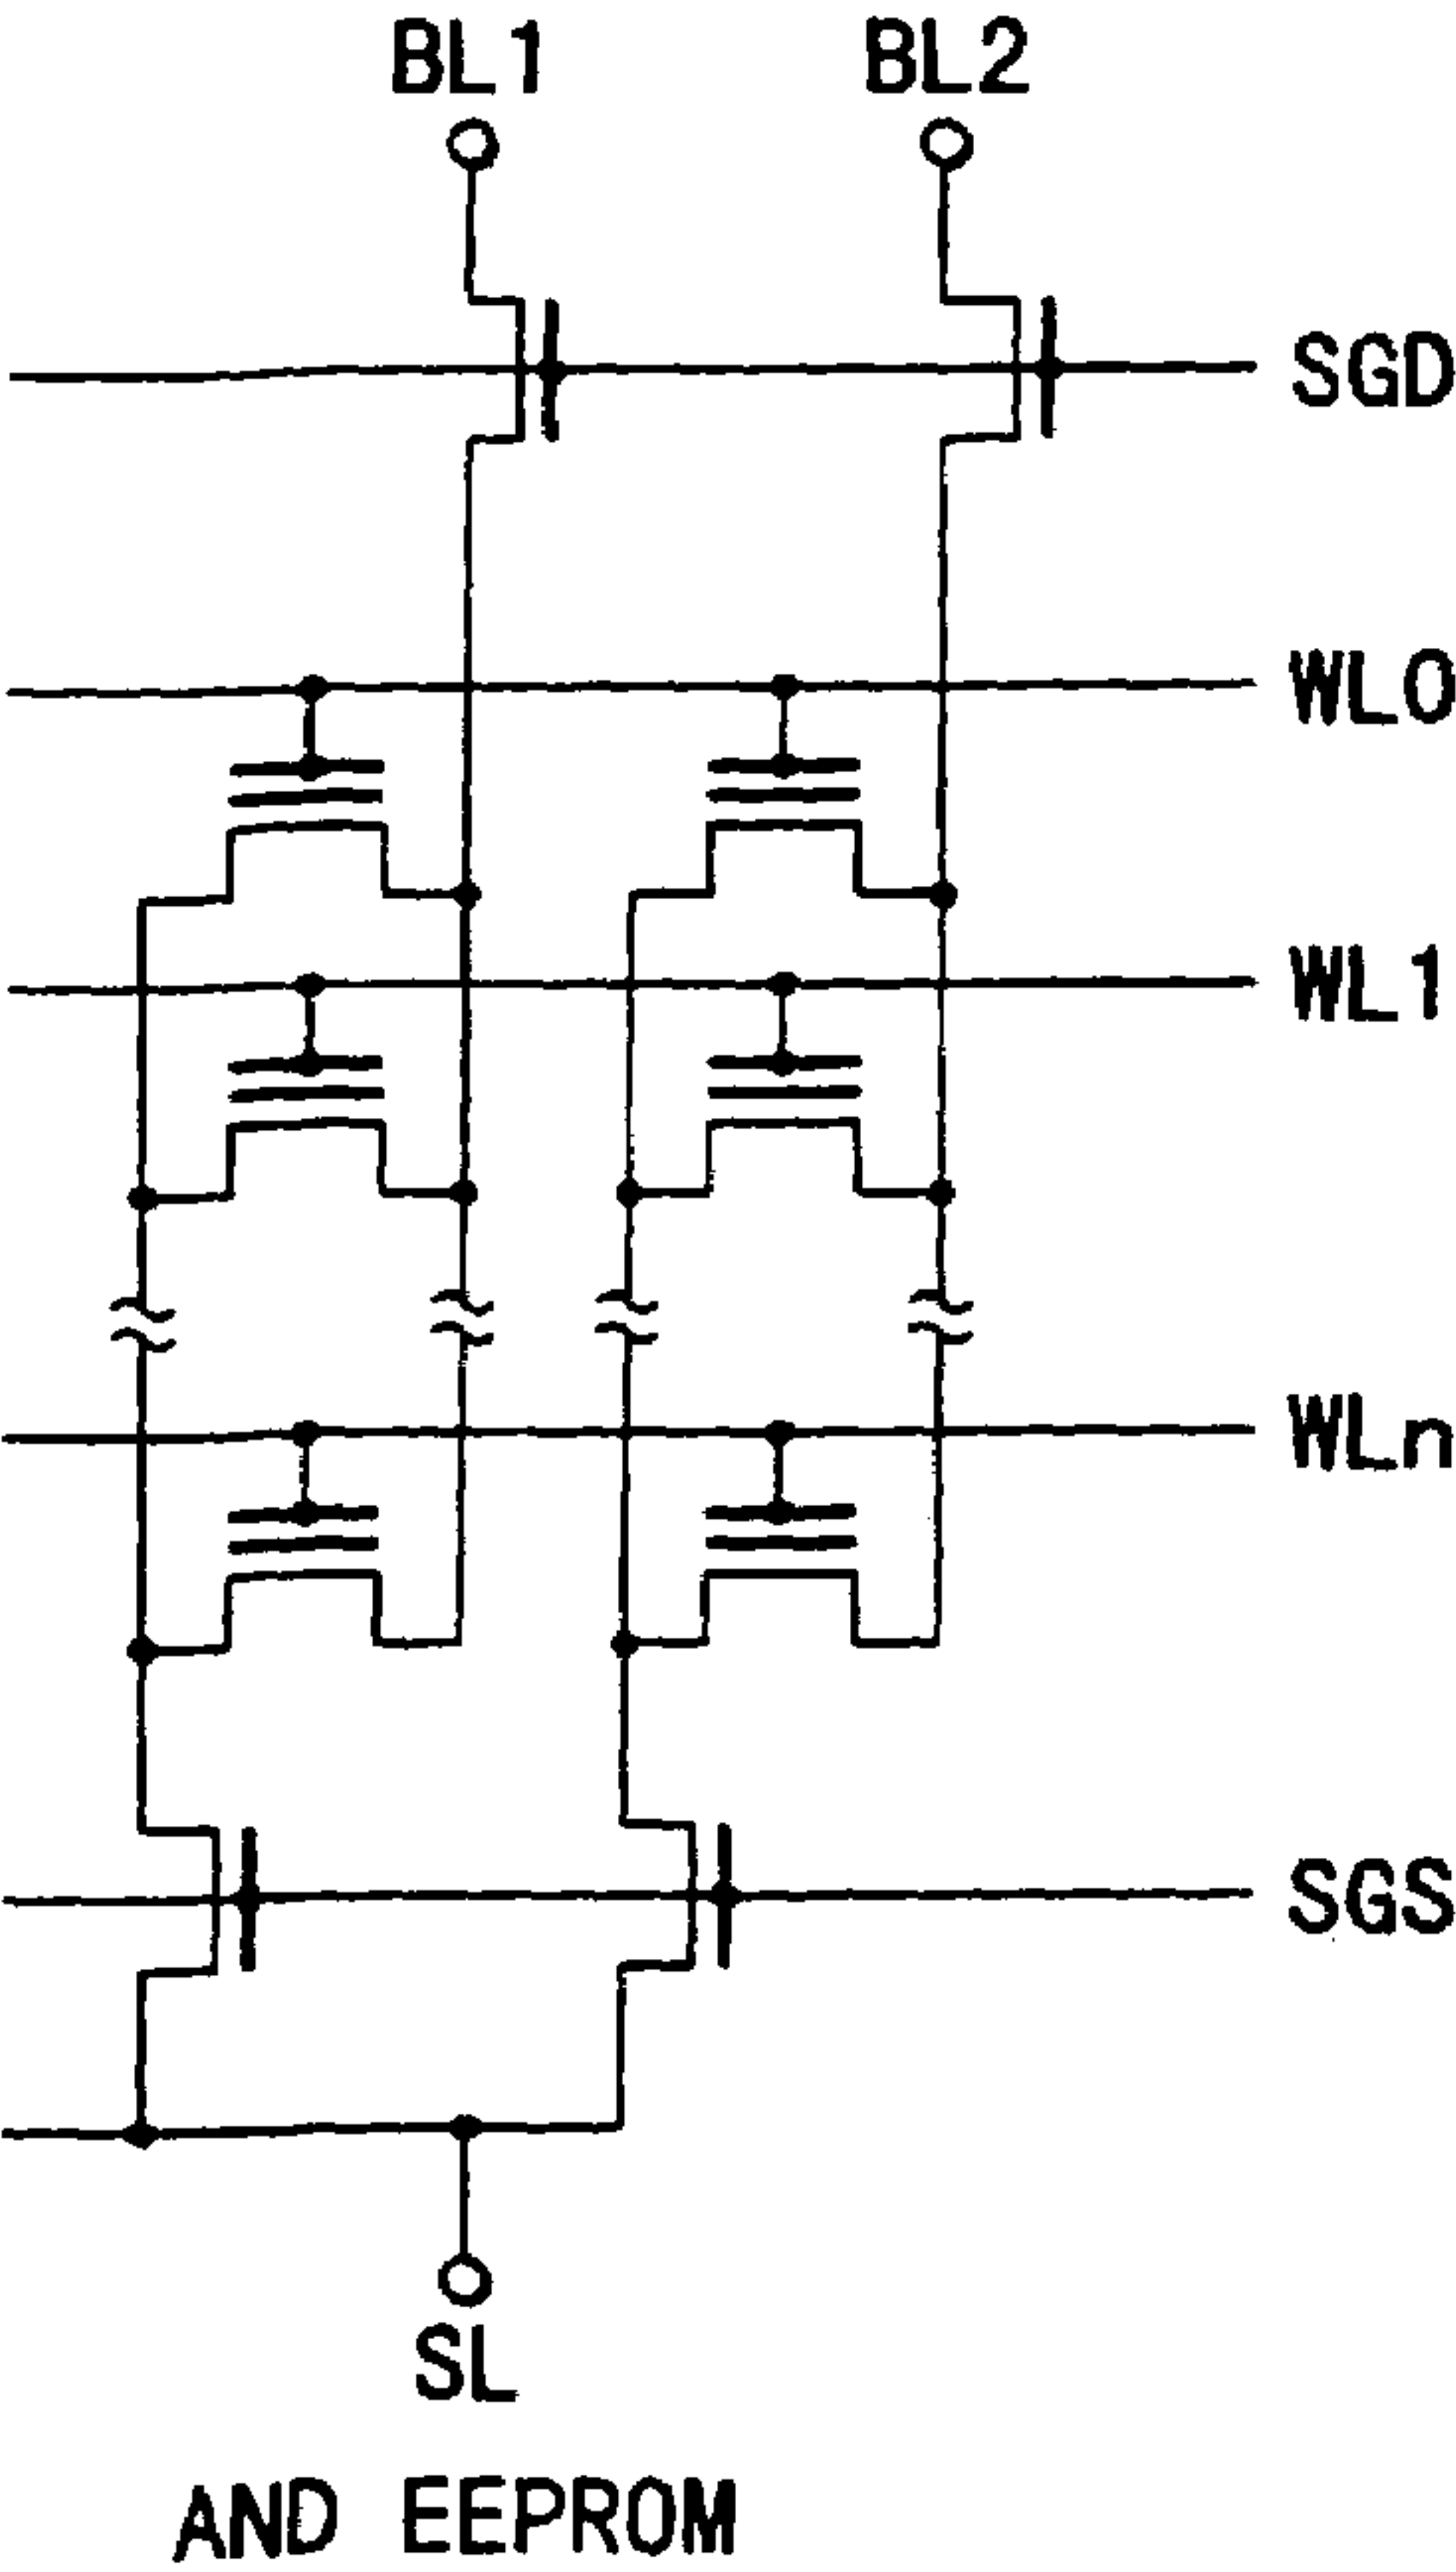 BL1 BL2
SGD
WL0
WL1
WLn
SGS
SL
AND EEPROM